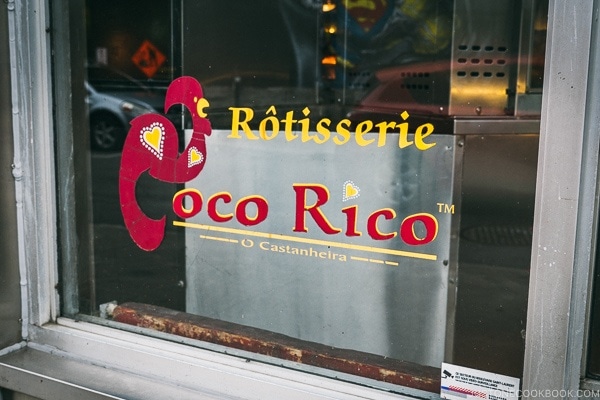 Rôtisserie
Coco Rico™
Ó Castanheira